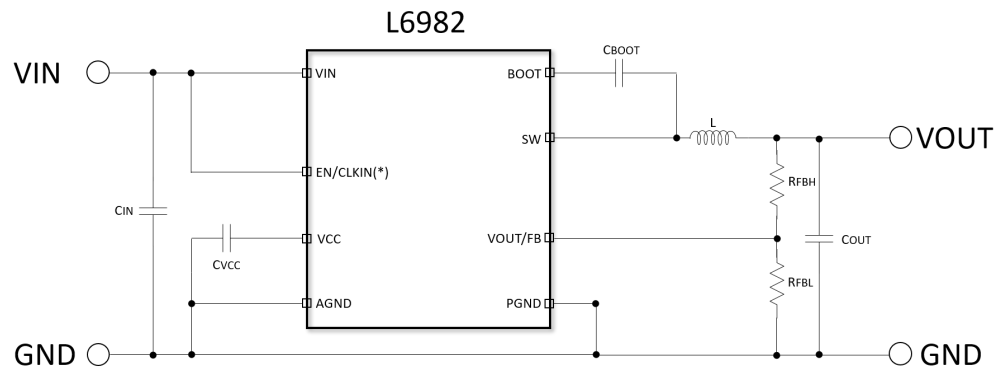 L6982
CBOOT
VIN
VIN
BOOT
L
SW
VOUT
EN/CLKIN(*)
RFBH
CIN
VCC
VOUT/FB
COUT
CVCC
RFBL
AGND
PGND
GND
GND